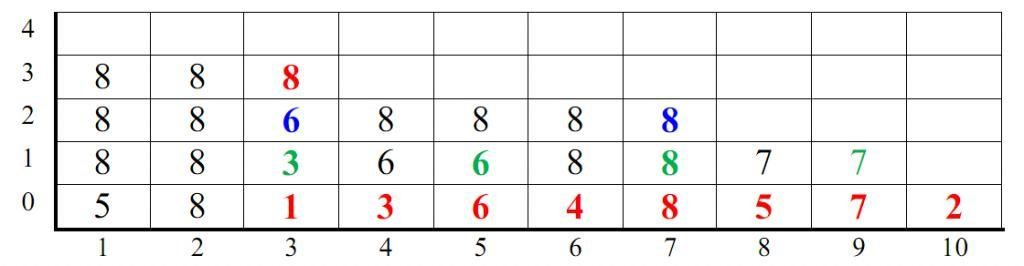 4
3 8 8 8
2 8 8 6 8 8 8 8
1 8 8 3 6 6 8 8 7 7
0 5 8 1 3 6 4 8 5 7 2
1 2 3 4 5 6 7 8 9 10